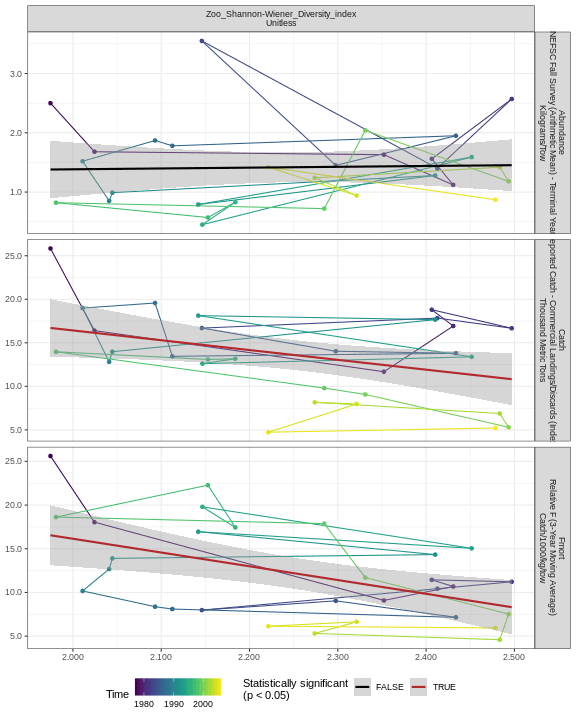 Zoo_Shannon-Wiener_Diversity_index
Unitless
3.0
2.0
1.0
Abundance
NEFSC Fall Survey (Arithmetic Mean) - Terminal Year
Kilograms/tow
25.0
20.0
15.0
10.0
5.0
Catch
eported Catch - Commercial Landings/Discards (Inde
Thousand Metric Tons
25.0
20.0
15.0
10.0
5.0
Fmort
Relative F (3-Year Moving Average)
Catch/1000/kg/tow
2.000
2.100
2.200
2.300
2.400
2.500
Time
1980
1990
2000
Statistically significant
(p < 0.05)
FALSE
TRUE